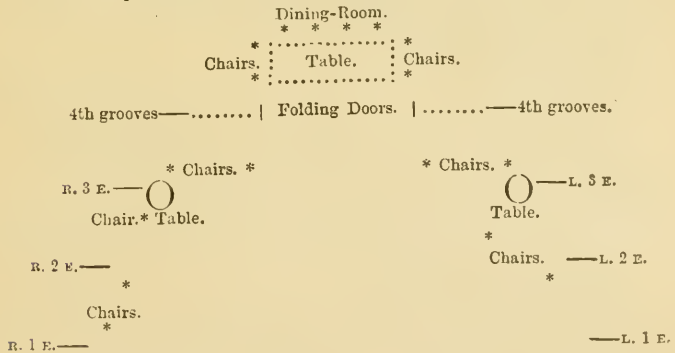 Dining-Room.
* * * *
* *
Chairs. Table. Chairs.
* *
4th grooves—........ | Folding Doors. | ........—4th grooves.
* Chairs. * * Chairs. *
R. 3 E.— —L. 3 E.
Chair.* Table. Table.
*
R. 2 E.— Chairs. —L. 2 E.
* *
Chairs.
*
R. 1 E.— —L. 1 E.